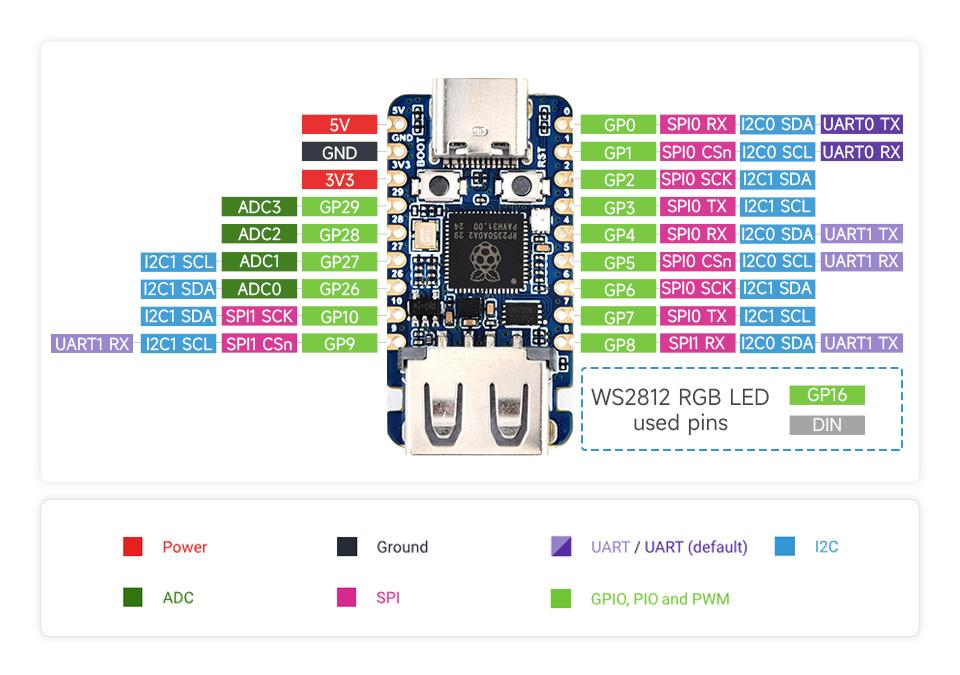 5V
GND
3V3
ADC3 GP29
ADC2 GP28
I2C1 SCL ADC1 GP27
I2C1 SDA ADC0 GP26
I2C1 SDA SPI1 SCK GP10
UART1 RX I2C1 SCL SPI1 CSn GP9
5V
GND
3V3
29
28
27
26
10
BOOT
RST
RP2350A0A2
PAVH31.00
29
24
0
2
5
6
7
8
GP0 SPI0 RX I2C0 SDA UART0 TX
GP1 SPI0 CSn I2C0 SCL UART0 RX
GP2 SPI0 SCK I2C1 SDA
GP3 SPI0 TX I2C1 SCL
GP4 SPI0 RX I2C0 SDA UART1 TX
GP5 SPI0 CSn I2C0 SCL UART1 RX
GP6 SPI0 SCK I2C1 SDA
GP7 SPI0 TX I2C1 SCL
GP8 SPI1 RX I2C0 SDA UART1 TX
WS2812 RGB LED
used pins
GP16
DIN
Power
Ground
UART / UART (default)
I2C
ADC
SPI
GPIO, PIO and PWM